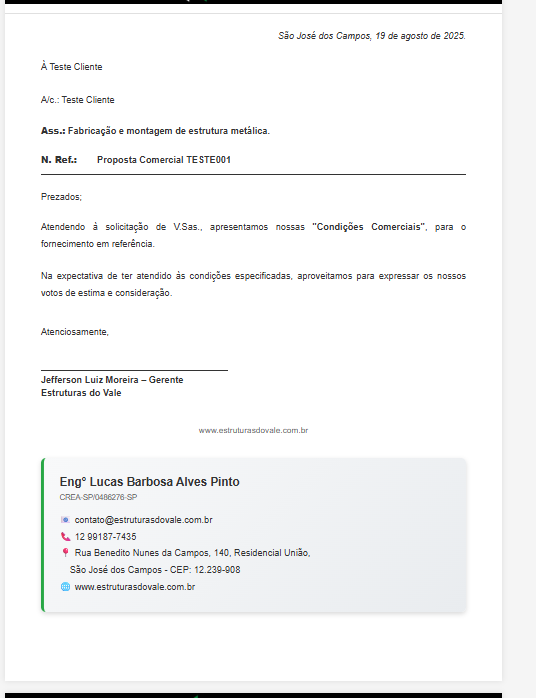 São José dos Campos, 19 de agosto de 2025.
À Teste Cliente
A/c.: Teste Cliente
Ass.: Fabricação e montagem de estrutura metálica.
N. Ref.: Proposta Comercial TESTE001
Prezados;
Atendendo à solicitação de V.Sas., apresentamos nossas "Condições Comerciais", para o
fornecimento em referência.
Na expectativa de ter atendido às condições especificadas, aproveitamos para expressar os nossos
votos de estima e consideração.
Atenciosamente,
Jefferson Luiz Moreira – Gerente
Estruturas do Vale
www.estruturasdovale.com.br
Eng° Lucas Barbosa Alves Pinto
CREA-SP/0486276-SP
contato@estruturasdovale.com.br
12 99187-7435
Rua Benedito Nunes da Campos, 140, Residencial União,
São José dos Campos - CEP: 12.239-908
www.estruturasdovale.com.br